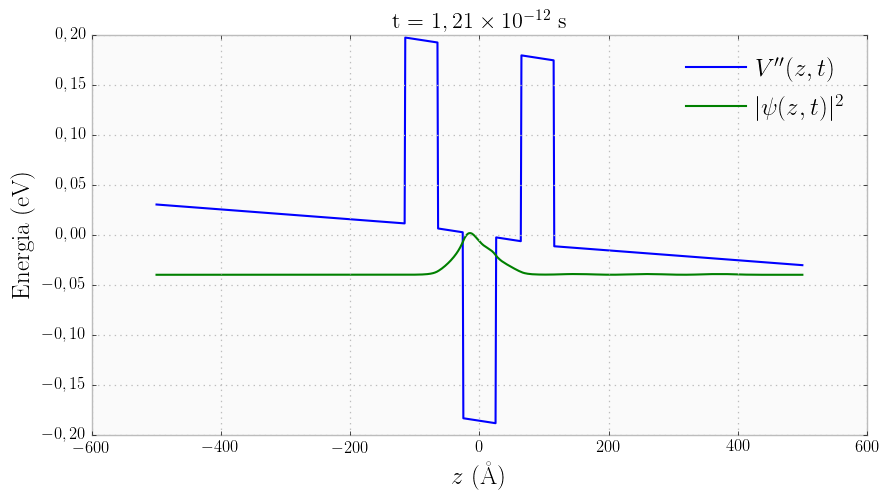 t = 1,21 × 10⁻¹² s
V′′(z, t)
|ψ(z, t)|²
Energia (eV)
0,20
0,15
0,10
0,05
0,00
−0,05
−0,10
−0,15
−0,20
−600 −400 −200 0 200 400 600
z (Å)